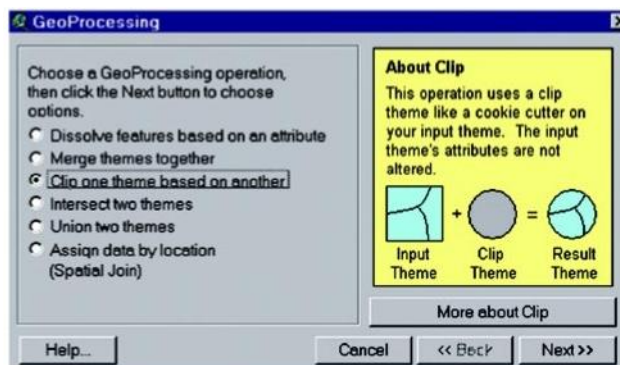 GeoProcessing
Choose a GeoProcessing operation,
then click the Next button to choose
options.
Dissolve features based on an attribute
Merge themes together
Clip one theme based on another
Intersect two themes
Union two themes
Assign data by location
(Spatial Join)
About Clip
This operation uses a clip
theme like a cookie cutter on
your input theme. The input
theme's attributes are not
altered.
+ =
Input Clip Result
Theme Theme Theme
More about Clip
Help... Cancel << Back Next >>